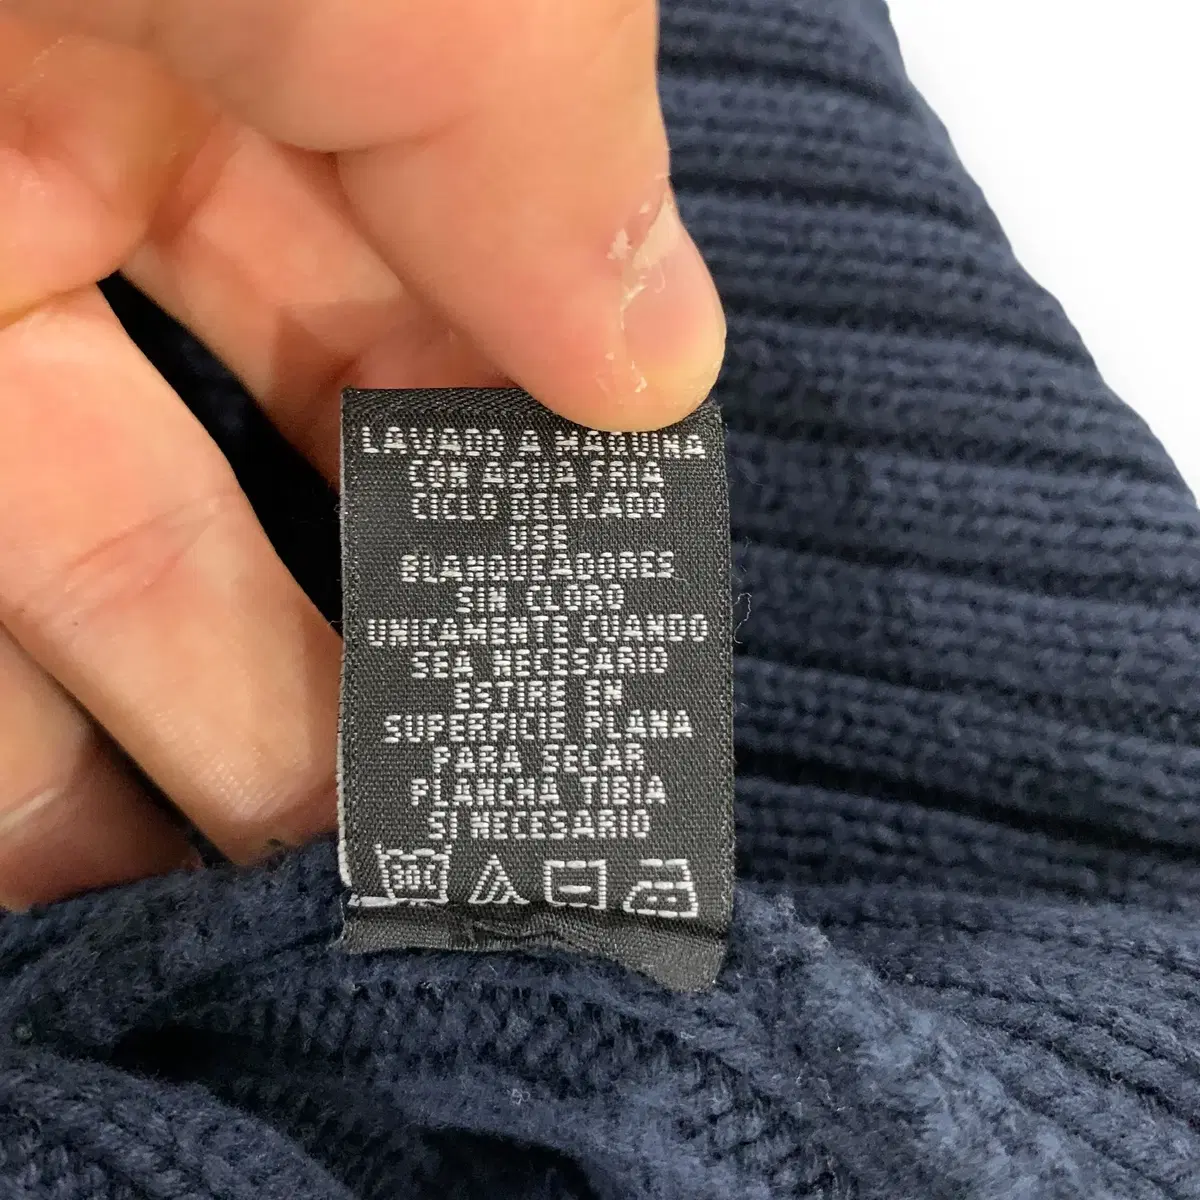 LAVADO A MAQUINA
CON AGUA FRIA
CICLO DELICADO
USE
BLANQUEADORES
SIN CLORO
UNICAMENTE CUANDO
SEA NECESARIO
ESTIRE EN
SUPERFICIE PLANA
PARA SECAR
PLANCHA TIBIA
SI NECESARIO